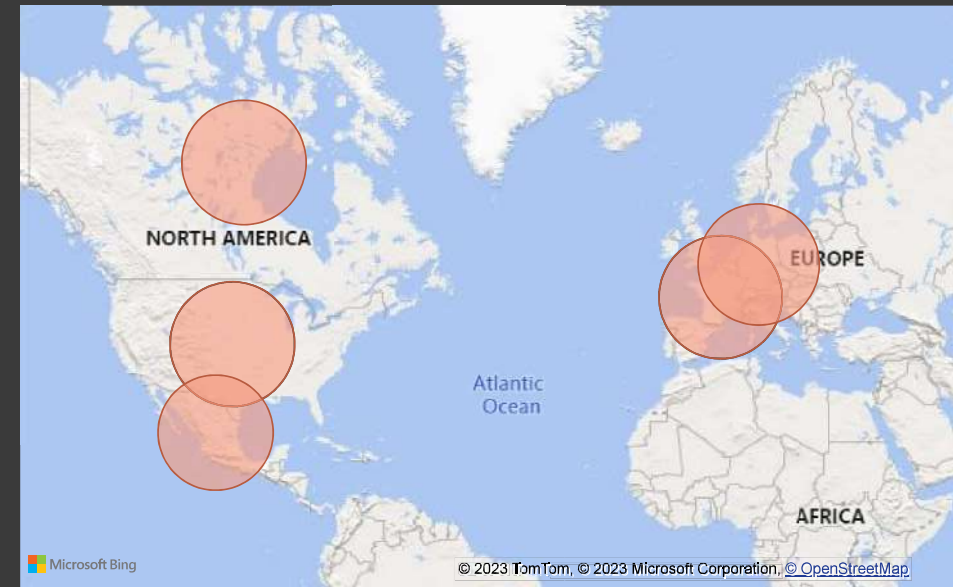 NORTH AMERICA
EUROPE
Atlantic
Ocean
AFRICA
Microsoft Bing
© 2023 TomTom, © 2023 Microsoft Corporation, © OpenStreetMap